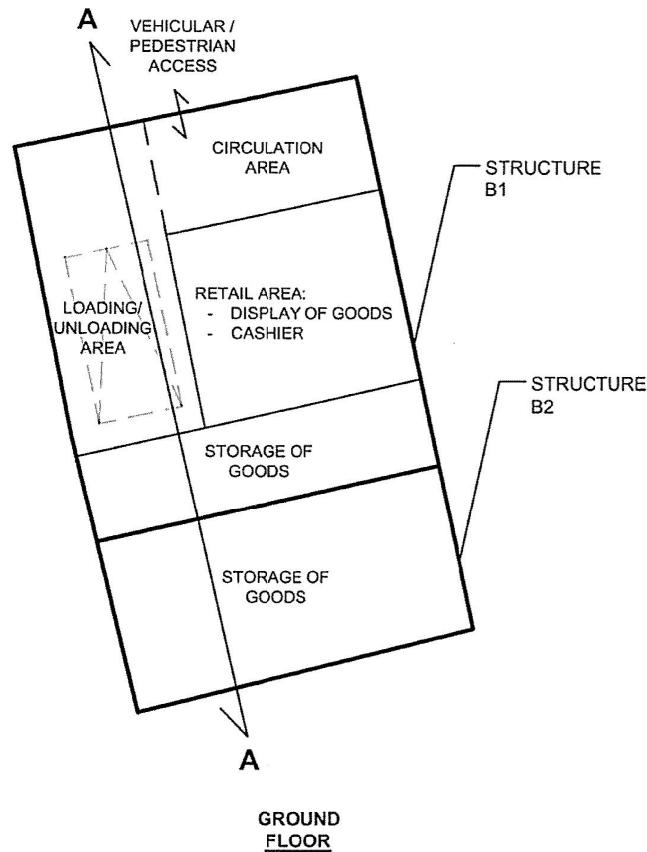 A
VEHICULAR /
PEDESTRIAN
ACCESS
CIRCULATION
AREA
STRUCTURE
B1
RETAIL AREA:
- DISPLAY OF GOODS
- CASHIER
LOADING/
UNLOADING
AREA
STRUCTURE
B2
STORAGE OF
GOODS
STORAGE OF
GOODS
A
GROUND
FLOOR